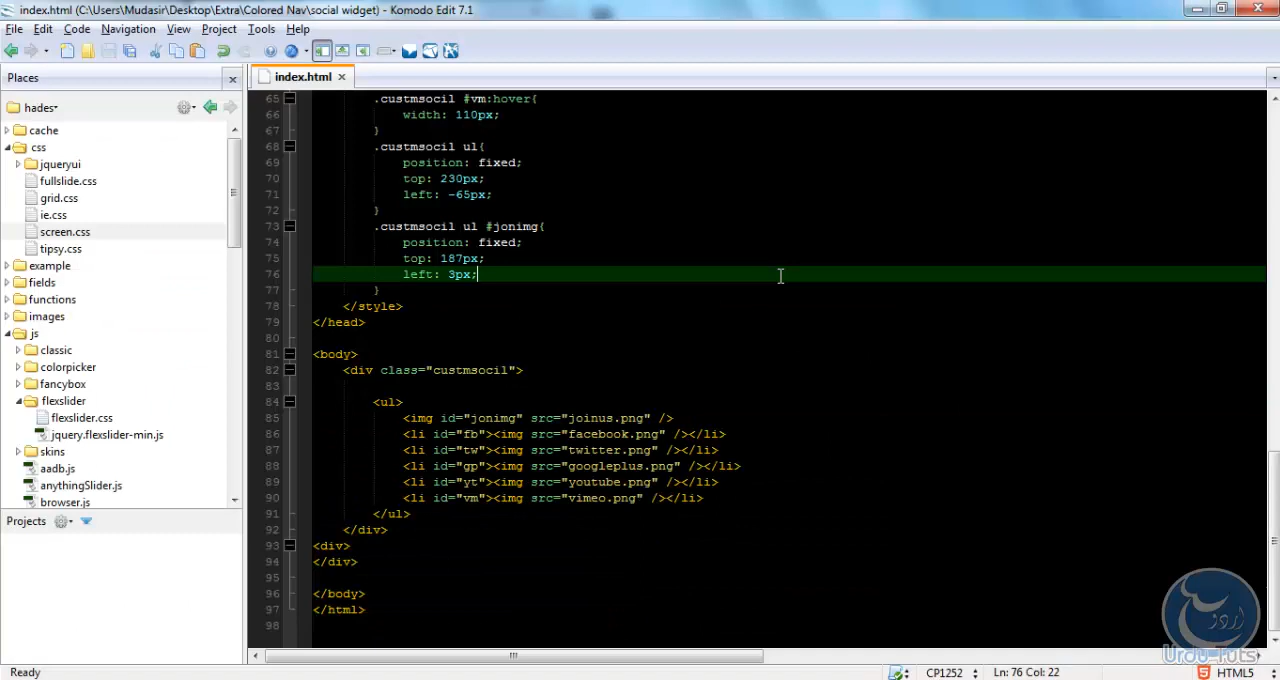 index.html (C:\Users\Mudasir\Desktop\Extra\Colored Nav\social widget) - Komodo Edit 7.1
File Edit Code Navigation View Project Tools Help
Places
index.html
hades
cache
css
jqueryui
fullslide.css
grid.css
ie.css
screen.css
tipsy.css
example
fields
functions
images
js
classic
colorpicker
fancybox
flexslider
flexslider.css
jquery.flexslider-min.js
skins
aadb.js
anythingSlider.js
browser.js
Projects
65 .custmsocil #vm:hover{
66 width: 110px;
67 }
68 .custmsocil ul{
69 position: fixed;
70 top: 230px;
71 left: -65px;
72 }
73 .custmsocil ul #jonimg{
74 position: fixed;
75 top: 187px;
76 left: 3px;
77 }
78 </style>
79 </head>
80
81 <body>
82 <div class="custmsocil">
83
84 <ul>
85 <img id="jonimg" src="joinus.png" />
86 <li id="fb"><img src="facebook.png" /></li>
87 <li id="tw"><img src="twitter.png" /></li>
88 <li id="gp"><img src="googleplus.png" /></li>
89 <li id="yt"><img src="youtube.png" /></li>
90 <li id="vm"><img src="vimeo.png" /></li>
91 </ul>
92 </div>
93 <div>
94 </div>
95
96 </body>
97 </html>
98
اردو
Urdu Tuts
Ready
CP1252
Ln: 76 Col: 22
HTML5